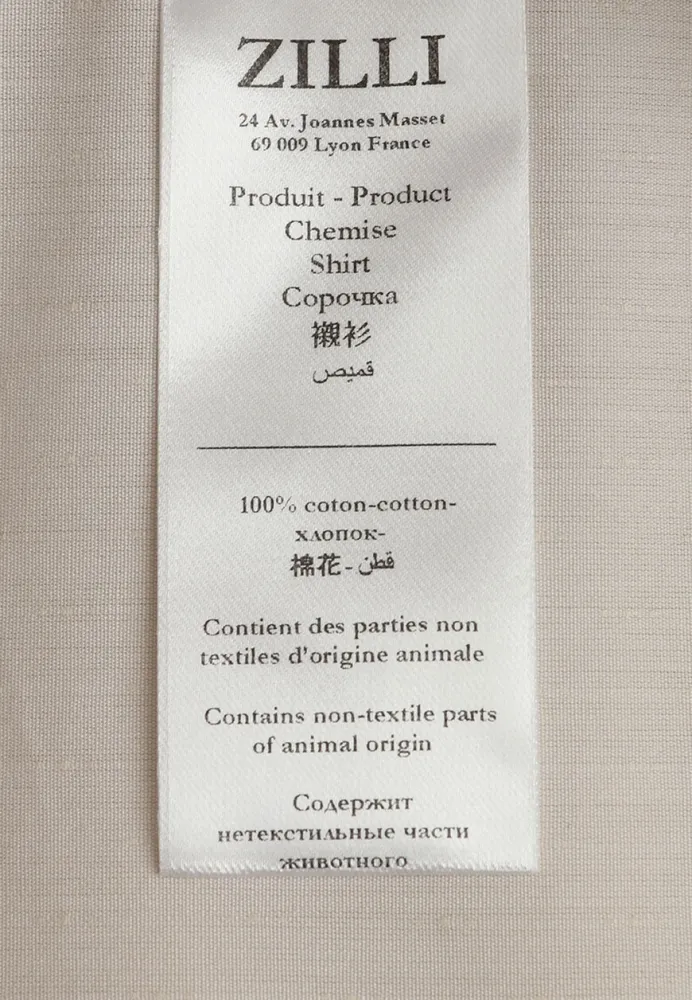 ZILLI
24 Av. Joannes Masset
69 009 Lyon France
Produit - Product
Chemise
Shirt
Сорочка
襯衫
قميص
100% coton-cotton-
хлопок-
棉花 - قطن
Contient des parties non
textiles d'origine animale
Contains non-textile parts
of animal origin
Содержит
нетекстильные части
животного